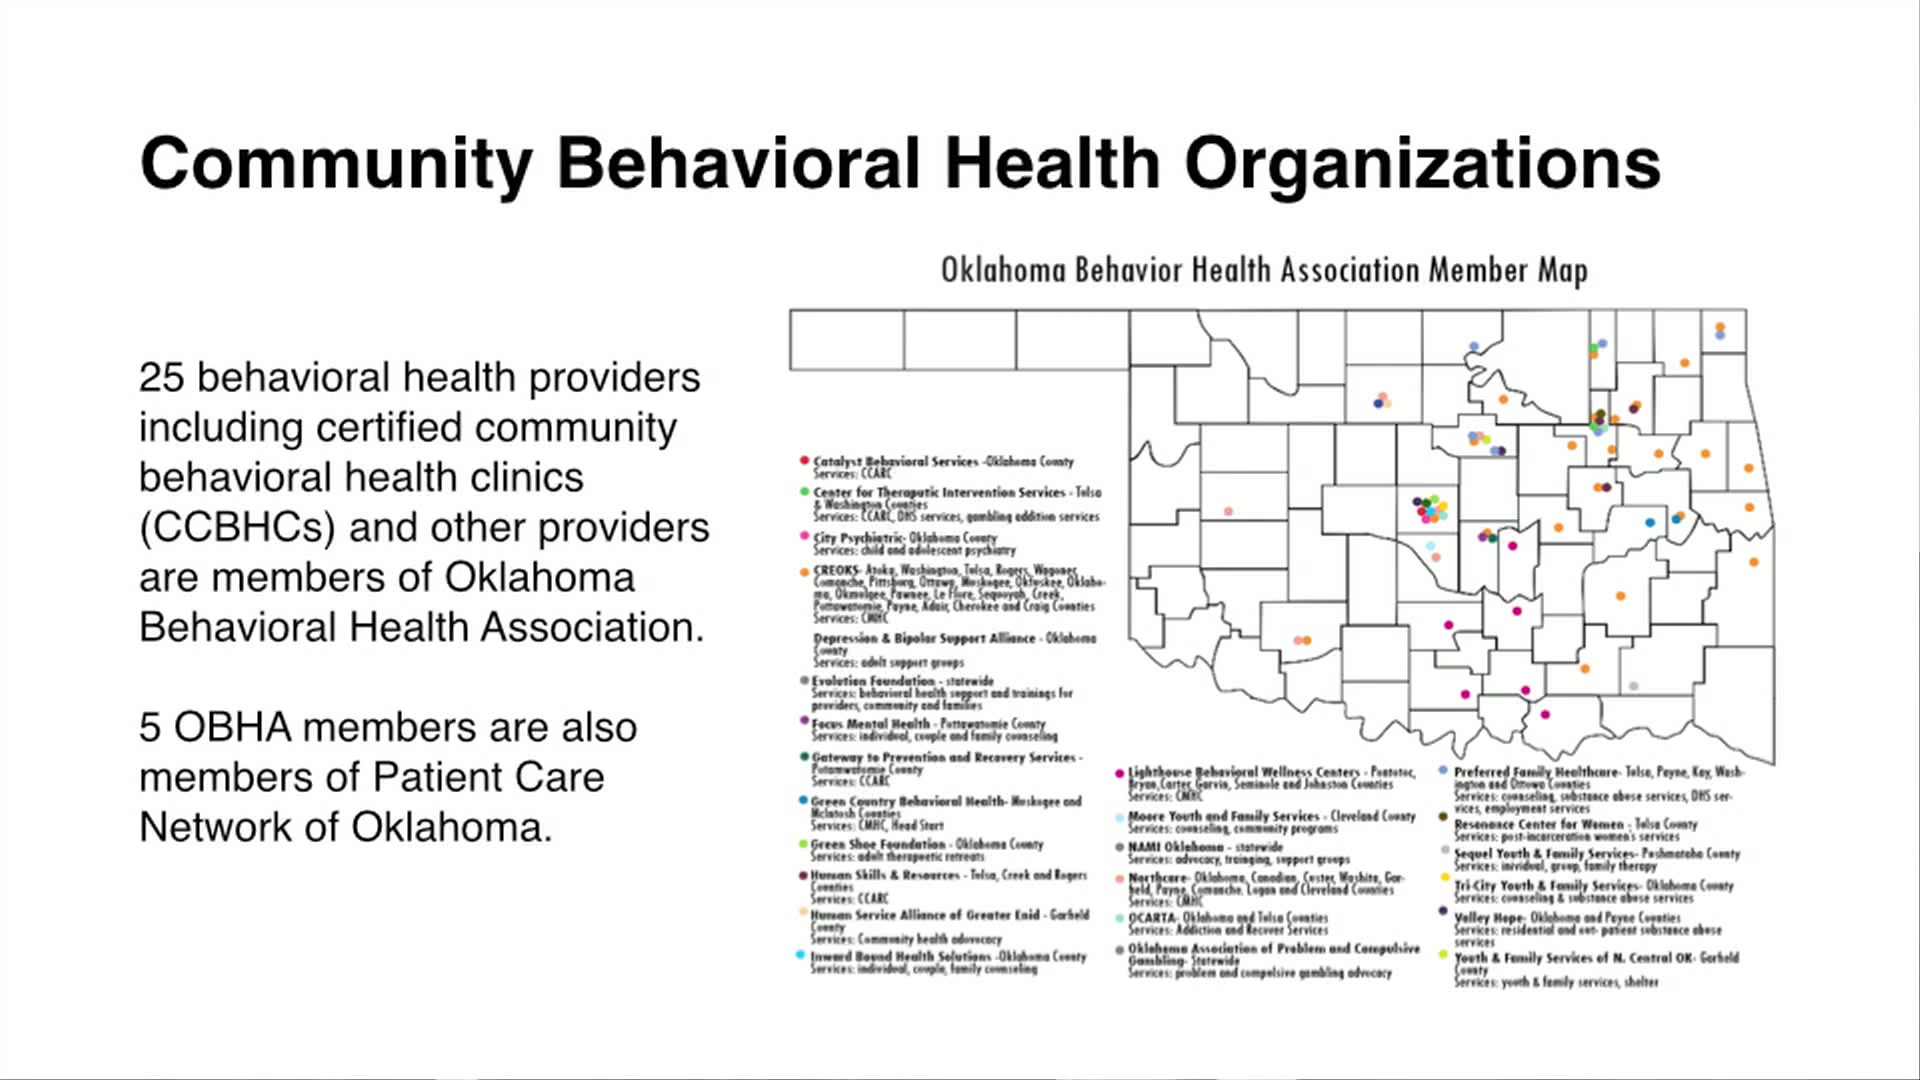 Community Behavioral Health Organizations
25 behavioral health providers
including certified community
behavioral health clinics
(CCBHCs) and other providers
are members of Oklahoma
Behavioral Health Association.
5 OBHA members are also
members of Patient Care
Network of Oklahoma.
Oklahoma Behavior Health Association Member Map
Catalyst Behavioral Services -Oklahoma County
Services: CCARC
Center for Theraputic Intervention Services - Tulsa
& Washington Counties
Services: CCARC, DHS services, gambling addition services
City Psychiatric- Oklahoma County
Services: child and adolescent psychiatry
CREOKS- Atoka, Washington, Tulsa, Rogers, Wagoner,
Comanche, Pittsburg, Ottawa, Muskogee, Okfuskee, Oklaho-
ma, Okmulgee, Pawnee, Le Flore, Sequoyah, Creek,
Pottawatomie, Payne, Adair, Cherokee and Craig Counties
Services: CMHC
Depression & Bipolar Support Alliance - Oklahoma
County
Services: adult support groups
Evolution Foundation - statewide
Services: behavioral health support and trainings for
providers, community and families
Focus Mental Health - Pottawatomie County
Services: individual, couple and family counseling
Gateway to Prevention and Recovery Services -
County
Services: CCARC
Green Country Behavioral Health- Muskogee and
McIntosh Counties
Services: CMHC, Head Start
Green Shoe Foundation - Oklahoma County
Services: adult therapeutic retreats
Human Skills & Resources - Tulsa, Creek and Rogers
Counties
Services: CCARC
Human Service Alliance of Greater Enid - Garfield
County
Services: Community health advovacy
Inward Bound Health Solutions -Oklahoma County
Services: individual, couple, family counseling
Lighthouse Behavioral Wellness Centers - Pontotoc,
Bryan,Carter, Garvin, Seminole and Johnston Counties
Services: CMHC
Moore Youth and Family Services - Cleveland County
Services: counseling, community programs
NAMI Oklahoma - statewide
Services: advocacy, trainging, support groups
Northcare- Oklahoma, Canadian, Custer, Washita, Gar-
field, Payne, Comanche. Logan and Cleveland Counties
Services: CMHC
OCARTA- Oklahoma and Tulsa Counties
Services: Addiction and Recover Services
Oklahoma Association of Problem and Compulsive
Gambling- Statewide
Services: problem and compulsive gambling advocacy
Preferred Family Healthcare- Tulsa, Payne, Kay, Wash-
ington and Ottowa Counties
Services: counseling, substance abuse services, DHS ser-
vices, employment services
Resonance Center for Women - Tulsa County
Services: post-incarceration women's services
Sequel Youth & Family Services- Pushmataha County
Services: inividual, group, family therapy
Tri-City Youth & Family Services- Oklahoma County
Services: counseling & substance abuse services
Valley Hope- Oklahoma and Payne Counties
Services: residential and out- patient substance abuse
services
Youth & Family Services of N. Central OK- Garfield
County
Services: youth & family services, shelter